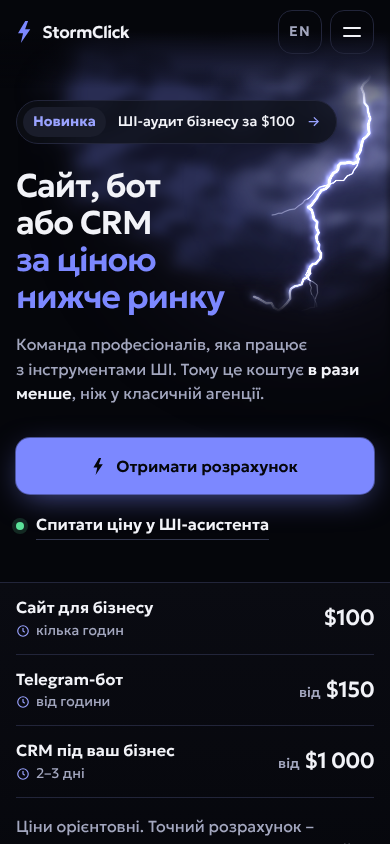 StormClick
EN
Новинка ШІ-аудит бізнесу за $100 →
Сайт, бот
або CRM
за ціною
нижче ринку
Команда професіоналів, яка працює
з інструментами ШІ. Тому це коштує в рази
менше, ніж у класичній агенції.
Отримати розрахунок
Спитати ціну у ШІ-асистента
Сайт для бізнесу
$100
кілька годин
Telegram-бот
від $150
від години
CRM під ваш бізнес
від $1 000
2–3 дні
Ціни орієнтовні. Точний розрахунок –